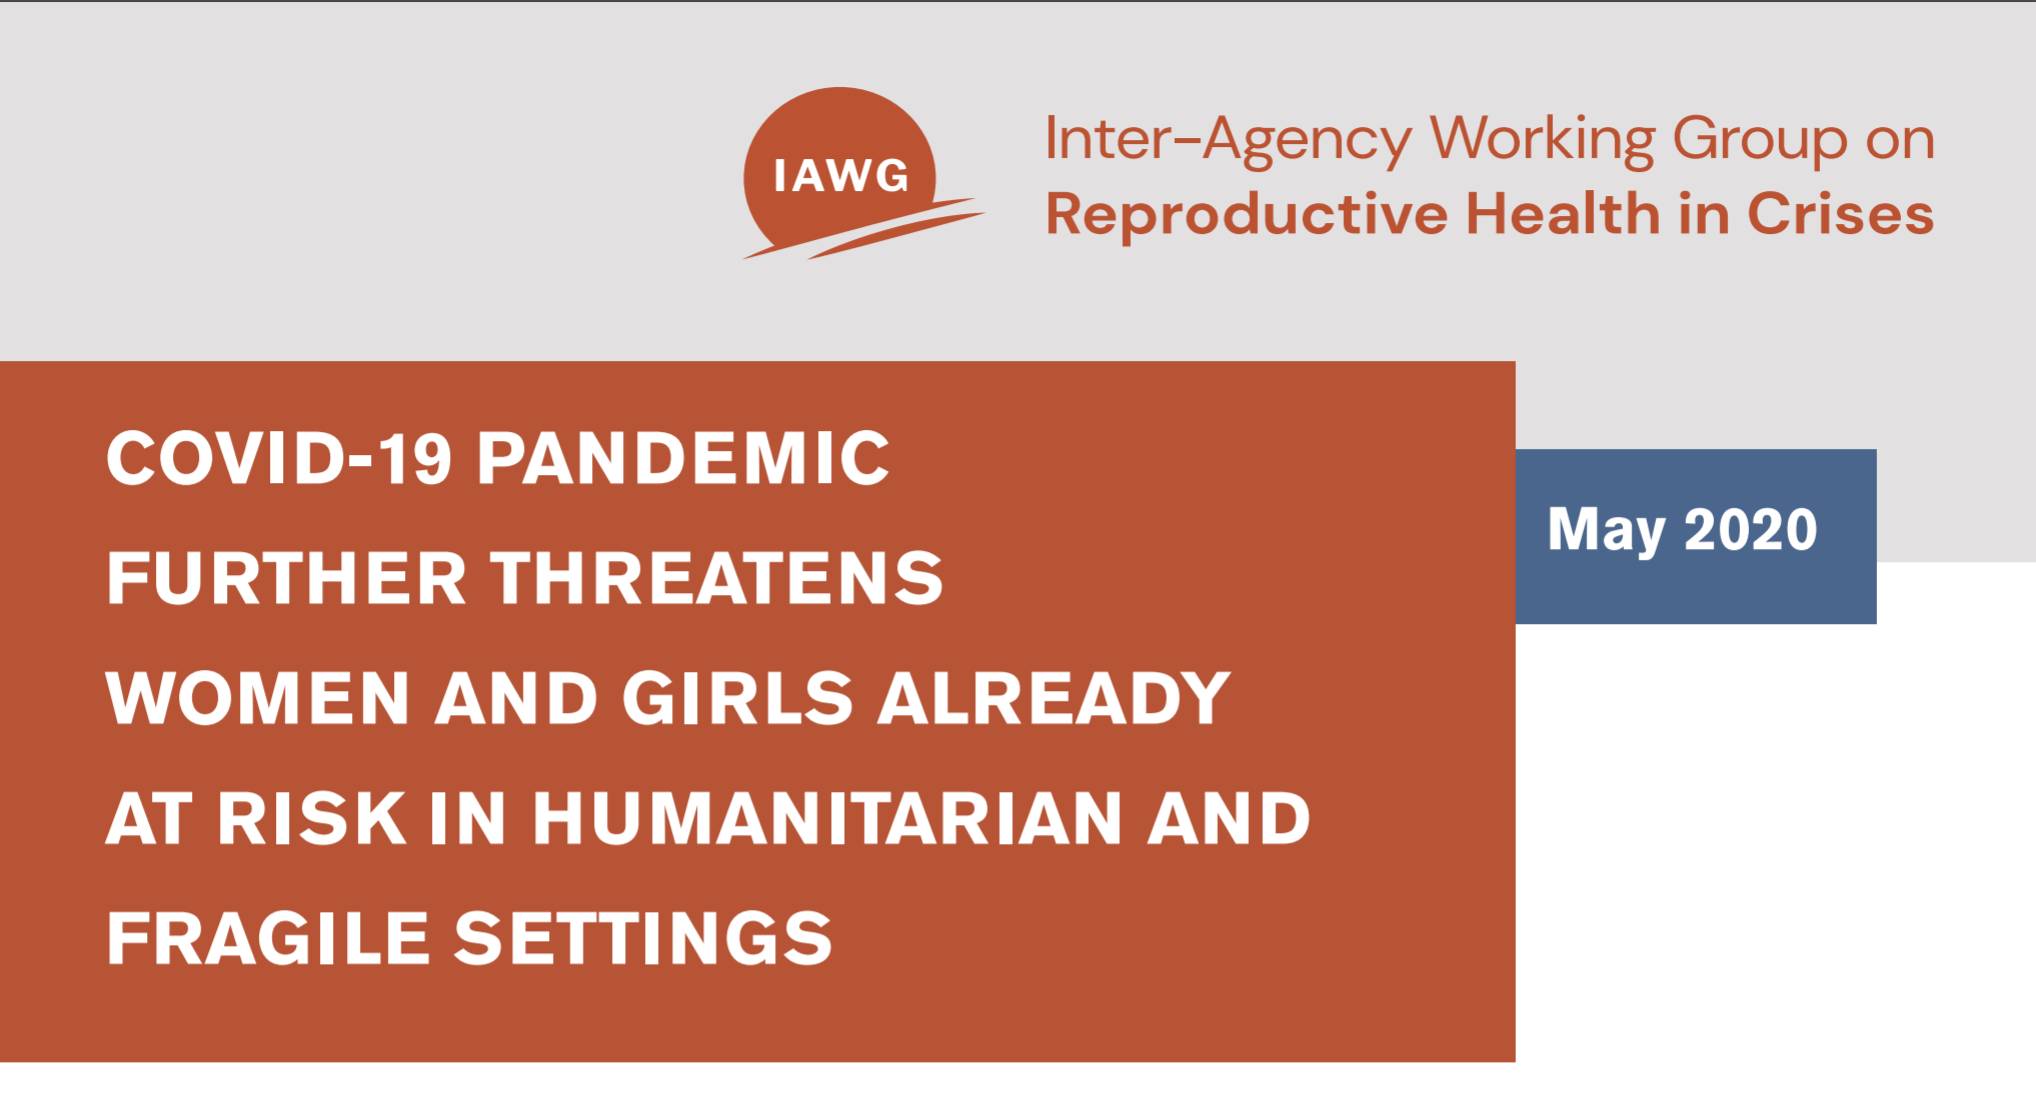 IAWG
Inter-Agency Working Group on
Reproductive Health in Crises
COVID-19 PANDEMIC
FURTHER THREATENS
WOMEN AND GIRLS ALREADY
AT RISK IN HUMANITARIAN AND
FRAGILE SETTINGS
May 2020